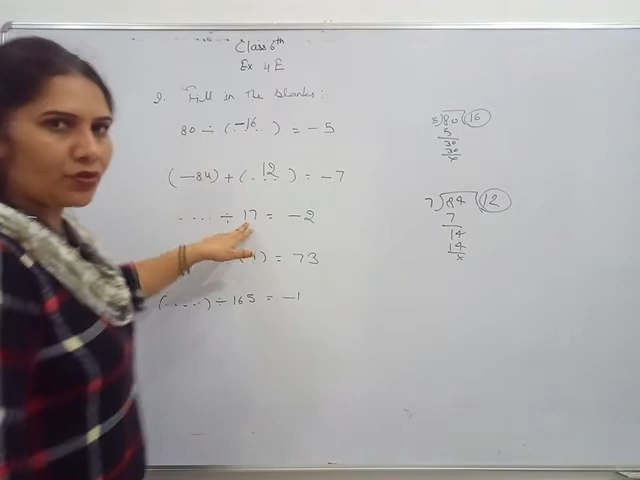 Class 6th
Ex 4E
Fill in the blanks:
80 ÷ (.-16..) = -5
(-84) + (. 12 ..) = -7
..... ÷ 17 = -2
) = 73
(.....) ÷ 165 = -1
5)80(16
5
30
30
x
7)84(12
7
14
14
x